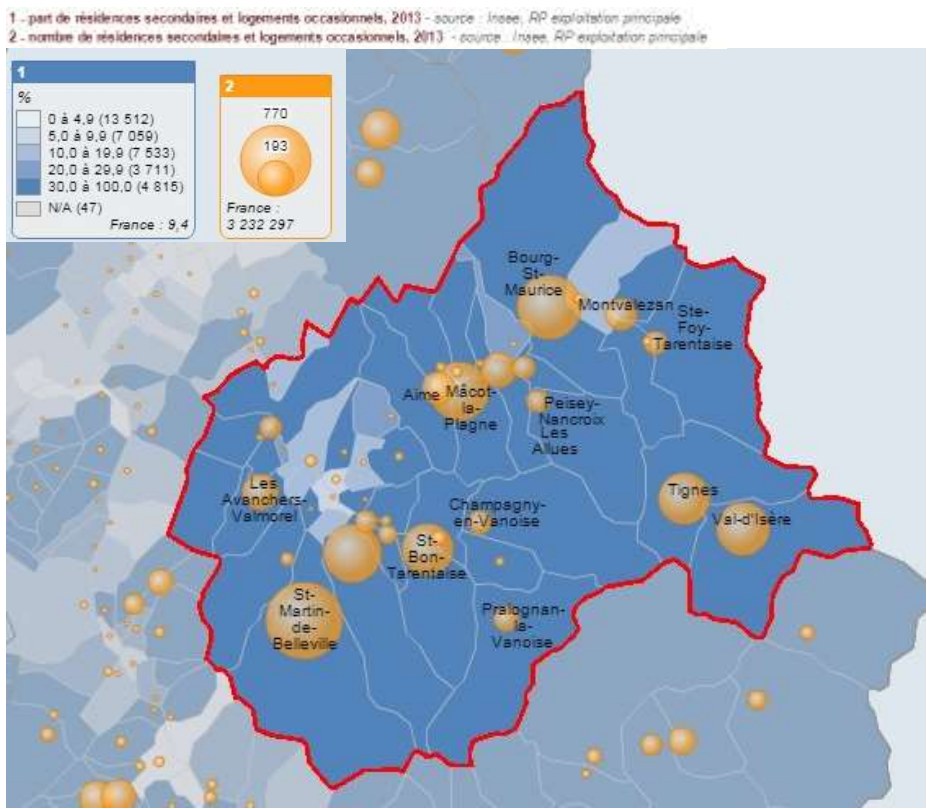 1 - part de résidences secondaires et logements occasionnels, 2013 - source : Insee, RP exploitation principale
2 - nombre de résidences secondaires et logements occasionnels, 2013 - source : Insee, RP exploitation principale
1
%
0 à 4,9 (13 512)
5,0 à 9,9 (7 059)
10,0 à 19,9 (7 533)
20,0 à 29,9 (3 711)
30,0 à 100,0 (4 815)
N/A (47)
France : 9,4
2
770
193
France :
3 232 297
Bourg-
St-
Maurice
Montvalezan
Ste-
Foy-
Tarentaise
Aime
Mâcot-
la-
Plagne
Peisey-
Nancroix
Les
Allues
Les
Avanchers-
Valmorel
Champagny-
en-Vanoise
Tignes
Val-d'Isère
St-
Bon-
Tarentaise
St-
Martin-
de-
Belleville
Pralognan-
la-
Vanoise